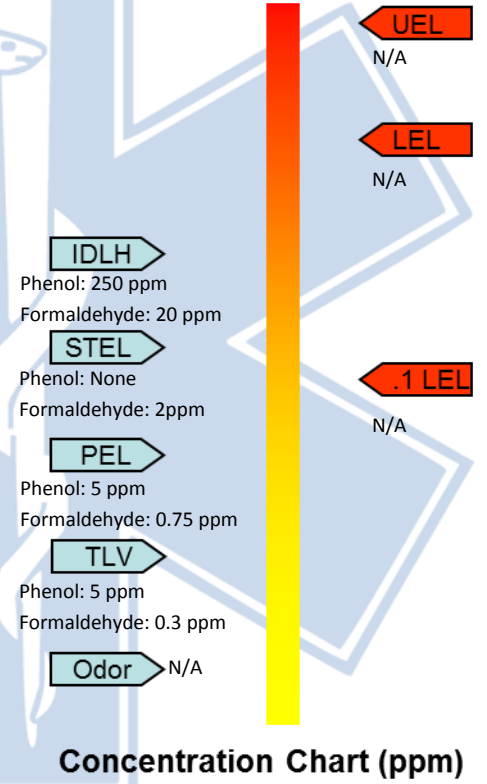 UEL
N/A
LEL
N/A
IDLH
Phenol: 250 ppm
Formaldehyde: 20 ppm
STEL
Phenol: None
Formaldehyde: 2ppm
.1 LEL
N/A
PEL
Phenol: 5 ppm
Formaldehyde: 0.75 ppm
TLV
Phenol: 5 ppm
Formaldehyde: 0.3 ppm
Odor N/A
Concentration Chart (ppm)